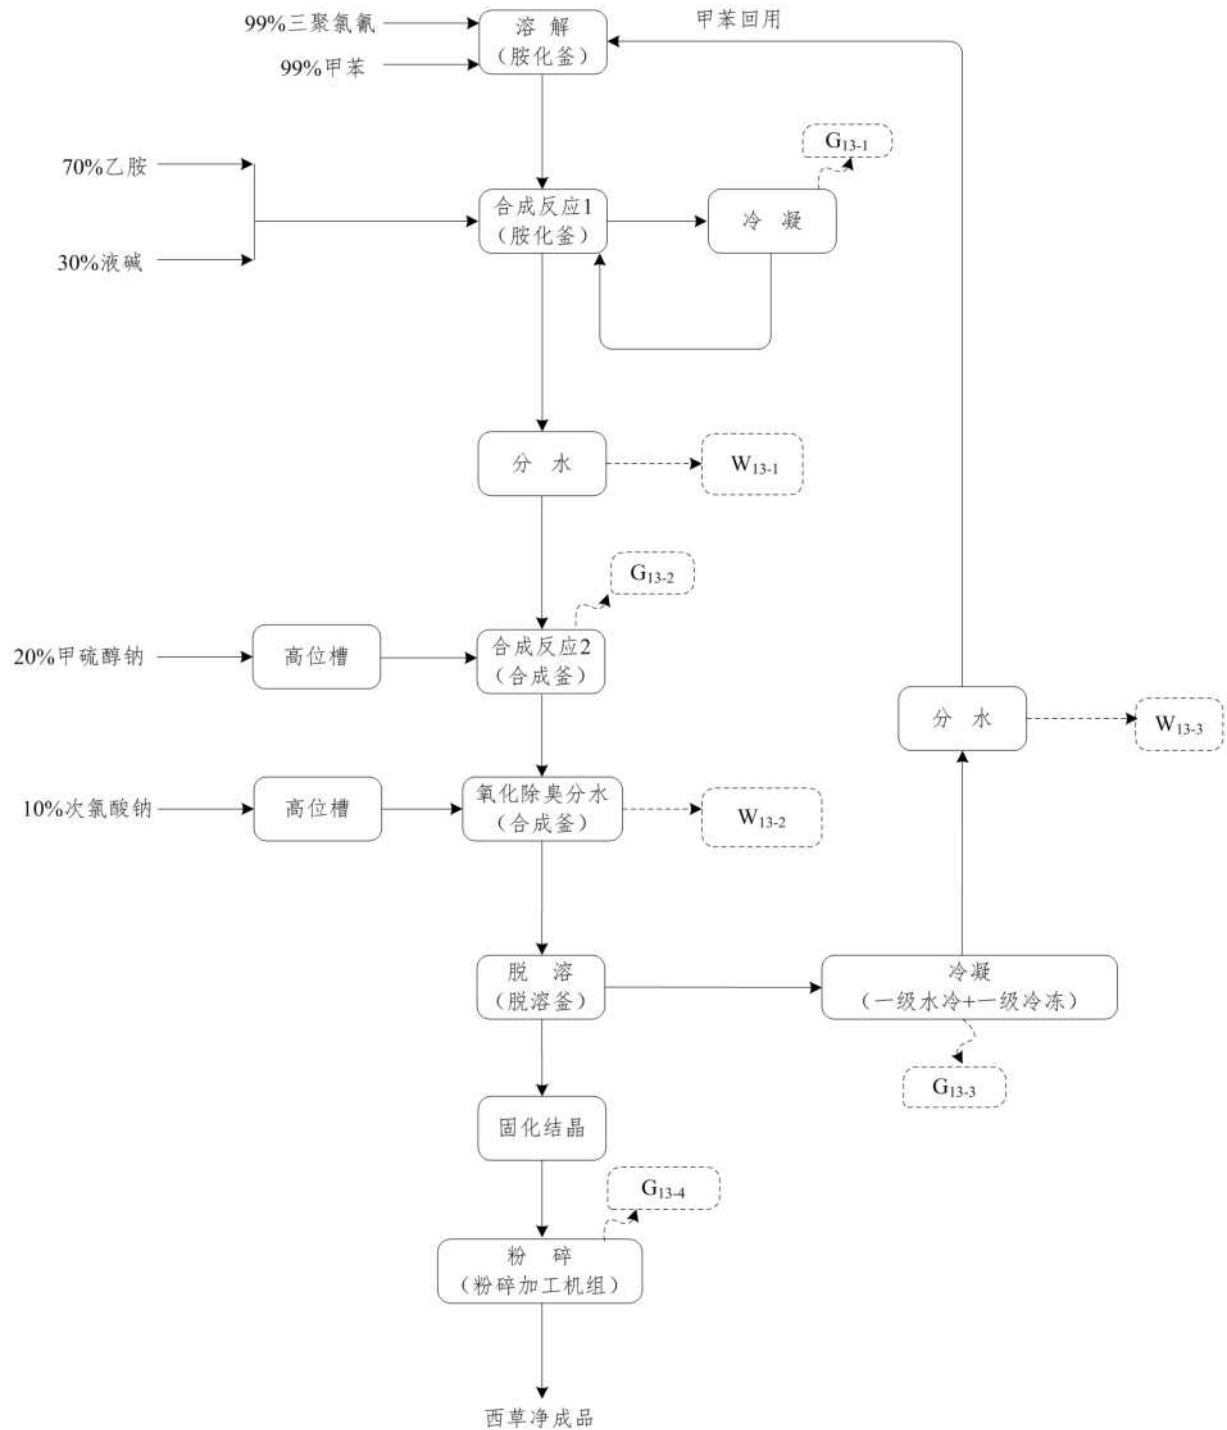 99%三聚氯氰
99%甲苯
溶 解
（胺化釜）
甲苯回用
70%乙胺
30%液碱
合成反应1
（胺化釜）
冷 凝
G13-1
分 水
W13-1
G13-2
20%甲硫醇钠
高位槽
合成反应2
（合成釜）
分 水
W13-3
10%次氯酸钠
高位槽
氧化除臭分水
（合成釜）
W13-2
脱 溶
（脱溶釜）
冷凝
（一级水冷+一级冷冻）
G13-3
固化结晶
G13-4
粉 碎
（粉碎加工机组）
西草净成品